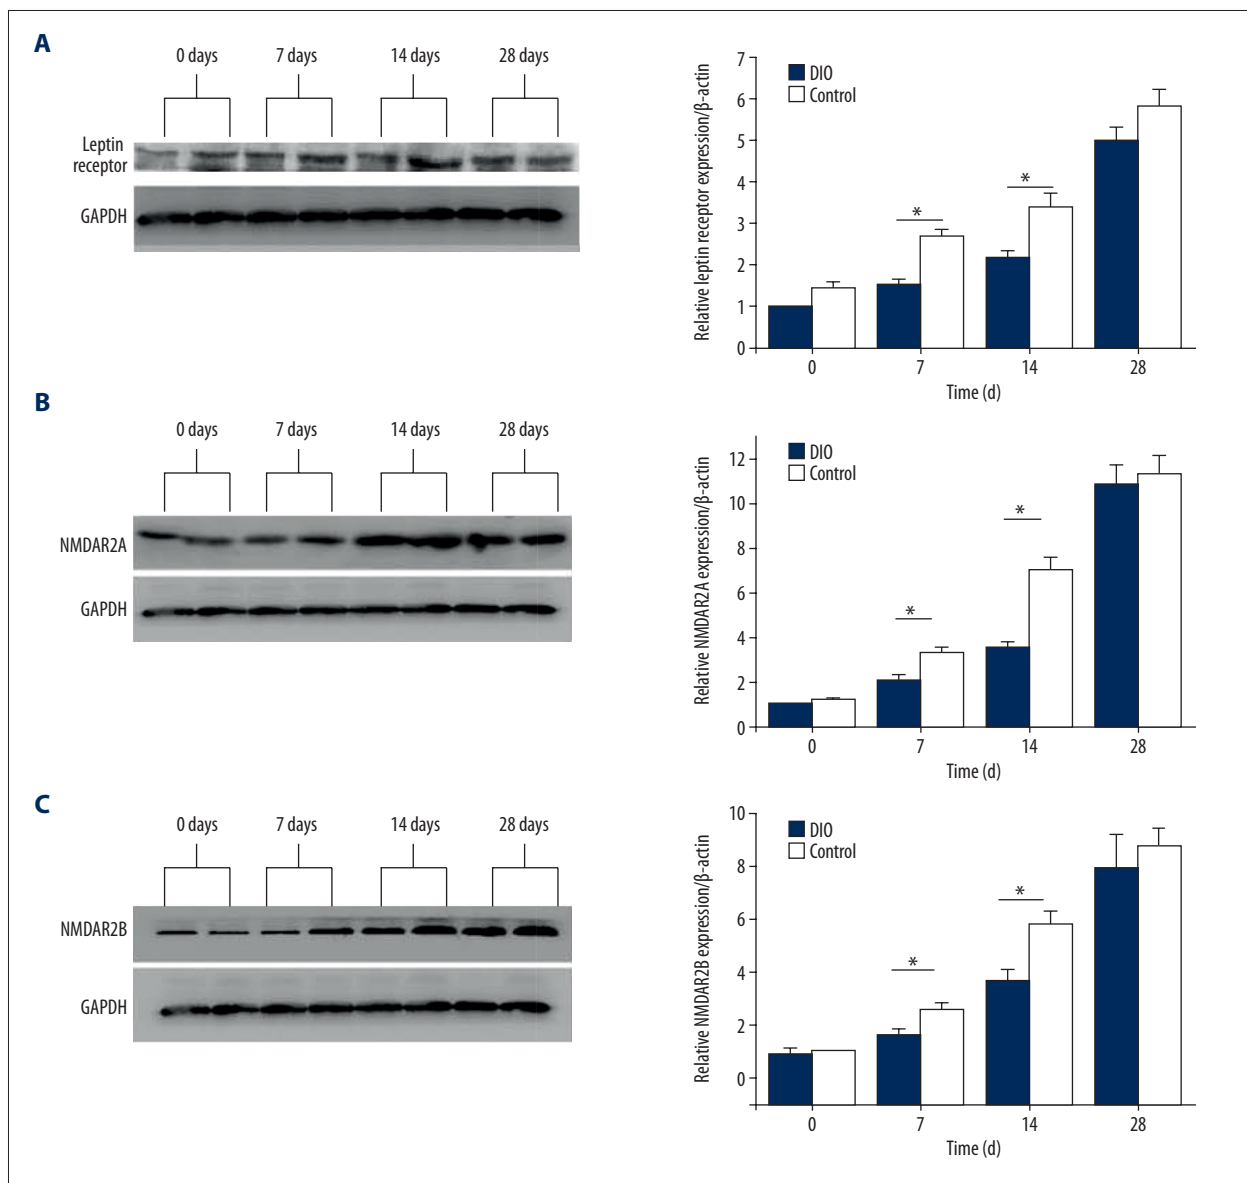 A
0 days 7 days 14 days 28 days
Leptin
receptor
GAPDH
Relative leptin receptor expression/β-actin
7
6
5
4
3
2
1
0
DIO
Control
*
*
0 7 14 28
Time (d)
B
0 days 7 days 14 days 28 days
NMDAR2A
GAPDH
Relative NMDAR2A expression/β-actin
12
10
8
6
4
2
0
DIO
Control
*
*
0 7 14 28
Time (d)
C
0 days 7 days 14 days 28 days
NMDAR2B
GAPDH
Relative NMDAR2B expression/β-actin
10
8
6
4
2
0
DIO
Control
*
*
0 7 14 28
Time (d)